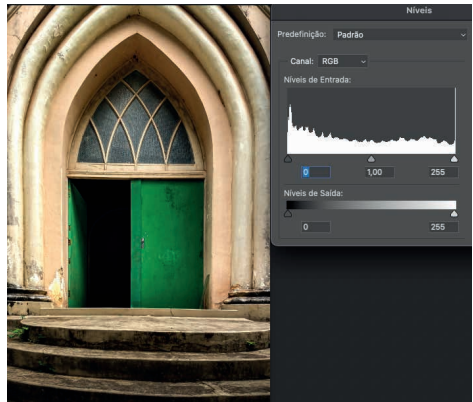 Níveis
Predefinição: Padrão
Canal: RGB
Níveis de Entrada:
0 1,00 255
Níveis de Saída:
0 255